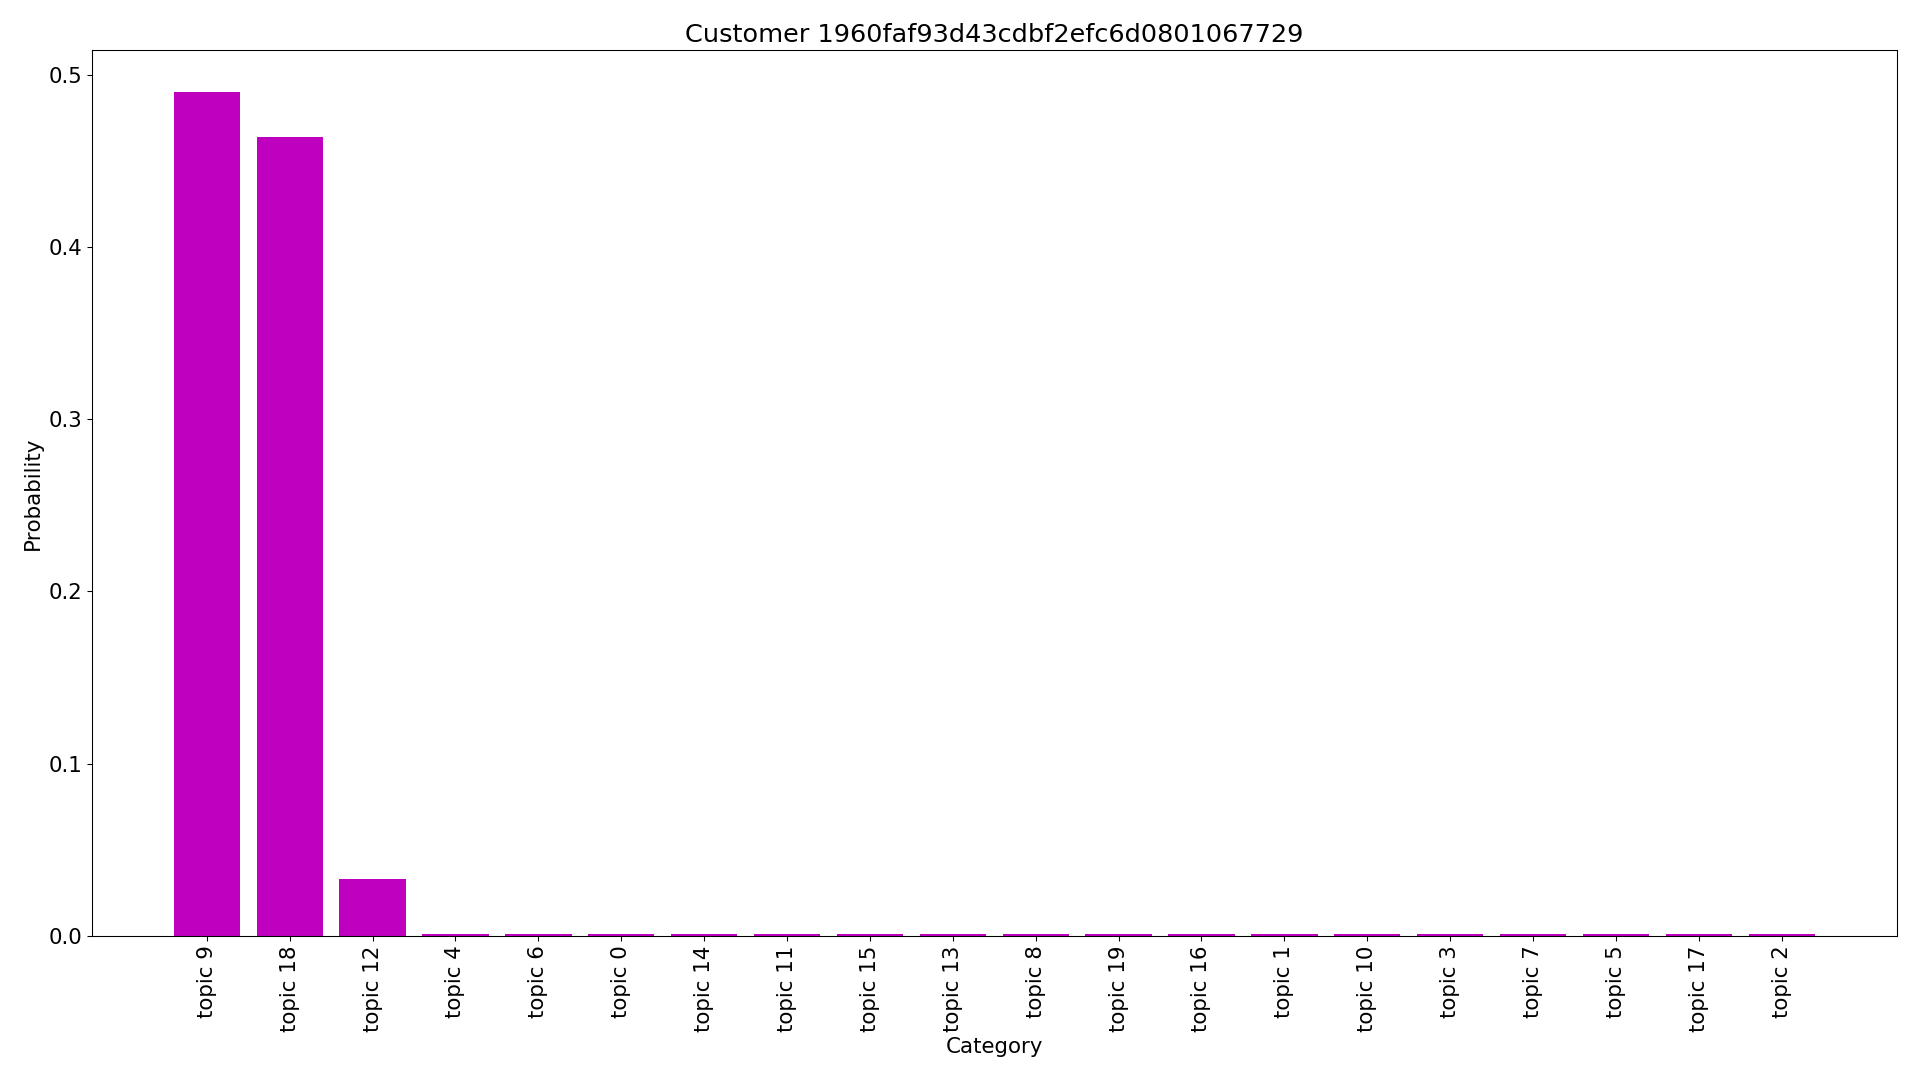 Customer 1960faf93d43cdbf2efc6d0801067729
Probability
0.5
0.4
0.3
0.2
0.1
0.0
topic 9
topic 18
topic 12
topic 4
topic 6
topic 0
topic 14
topic 11
topic 15
topic 13
topic 8
topic 19
topic 16
topic 1
topic 10
topic 3
topic 7
topic 5
topic 17
topic 2
Category